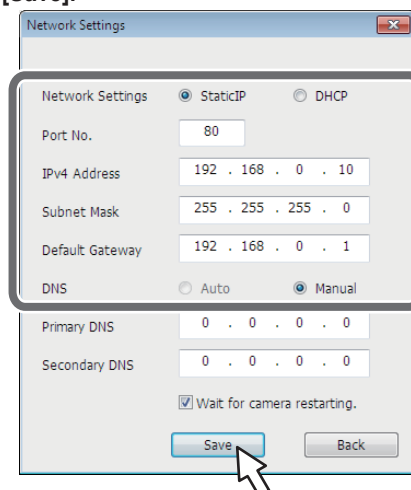 [Save].
Network Settings
Network Settings StaticIP DHCP
Port No. 80
IPv4 Address 192 . 168 . 0 . 10
Subnet Mask 255 . 255 . 255 . 0
Default Gateway 192 . 168 . 0 . 1
DNS Auto Manual
Primary DNS 0 . 0 . 0 . 0
Secondary DNS 0 . 0 . 0 . 0
Wait for camera restarting.
Save Back